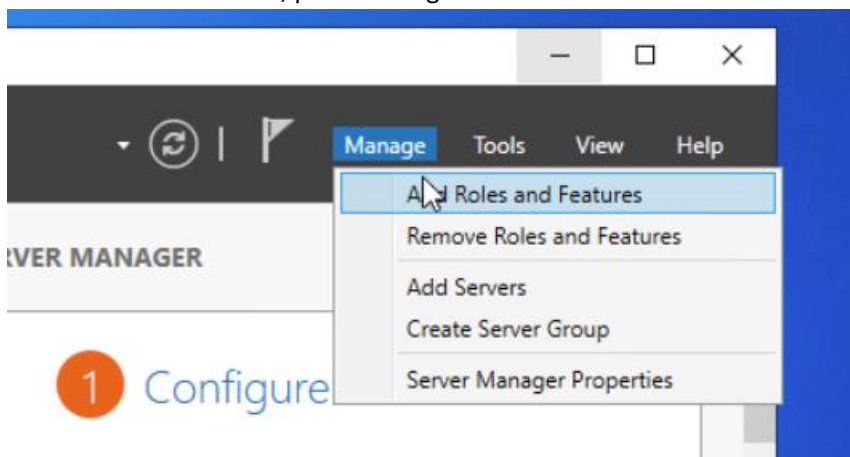 Manage Tools View Help
Add Roles and Features
Remove Roles and Features
RVER MANAGER
Add Servers
Create Server Group
1 Configure
Server Manager Properties